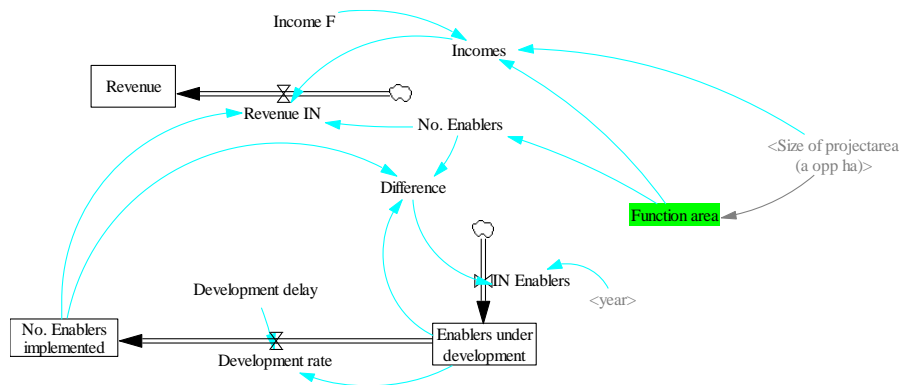 Income F
Incomes
Revenue
Revenue IN
No. Enablers
<Size of projectarea
(a opp ha)>
Difference
Function area
IN Enablers
Development delay
<year>
No. Enablers
implemented
Enablers under
development
Development rate